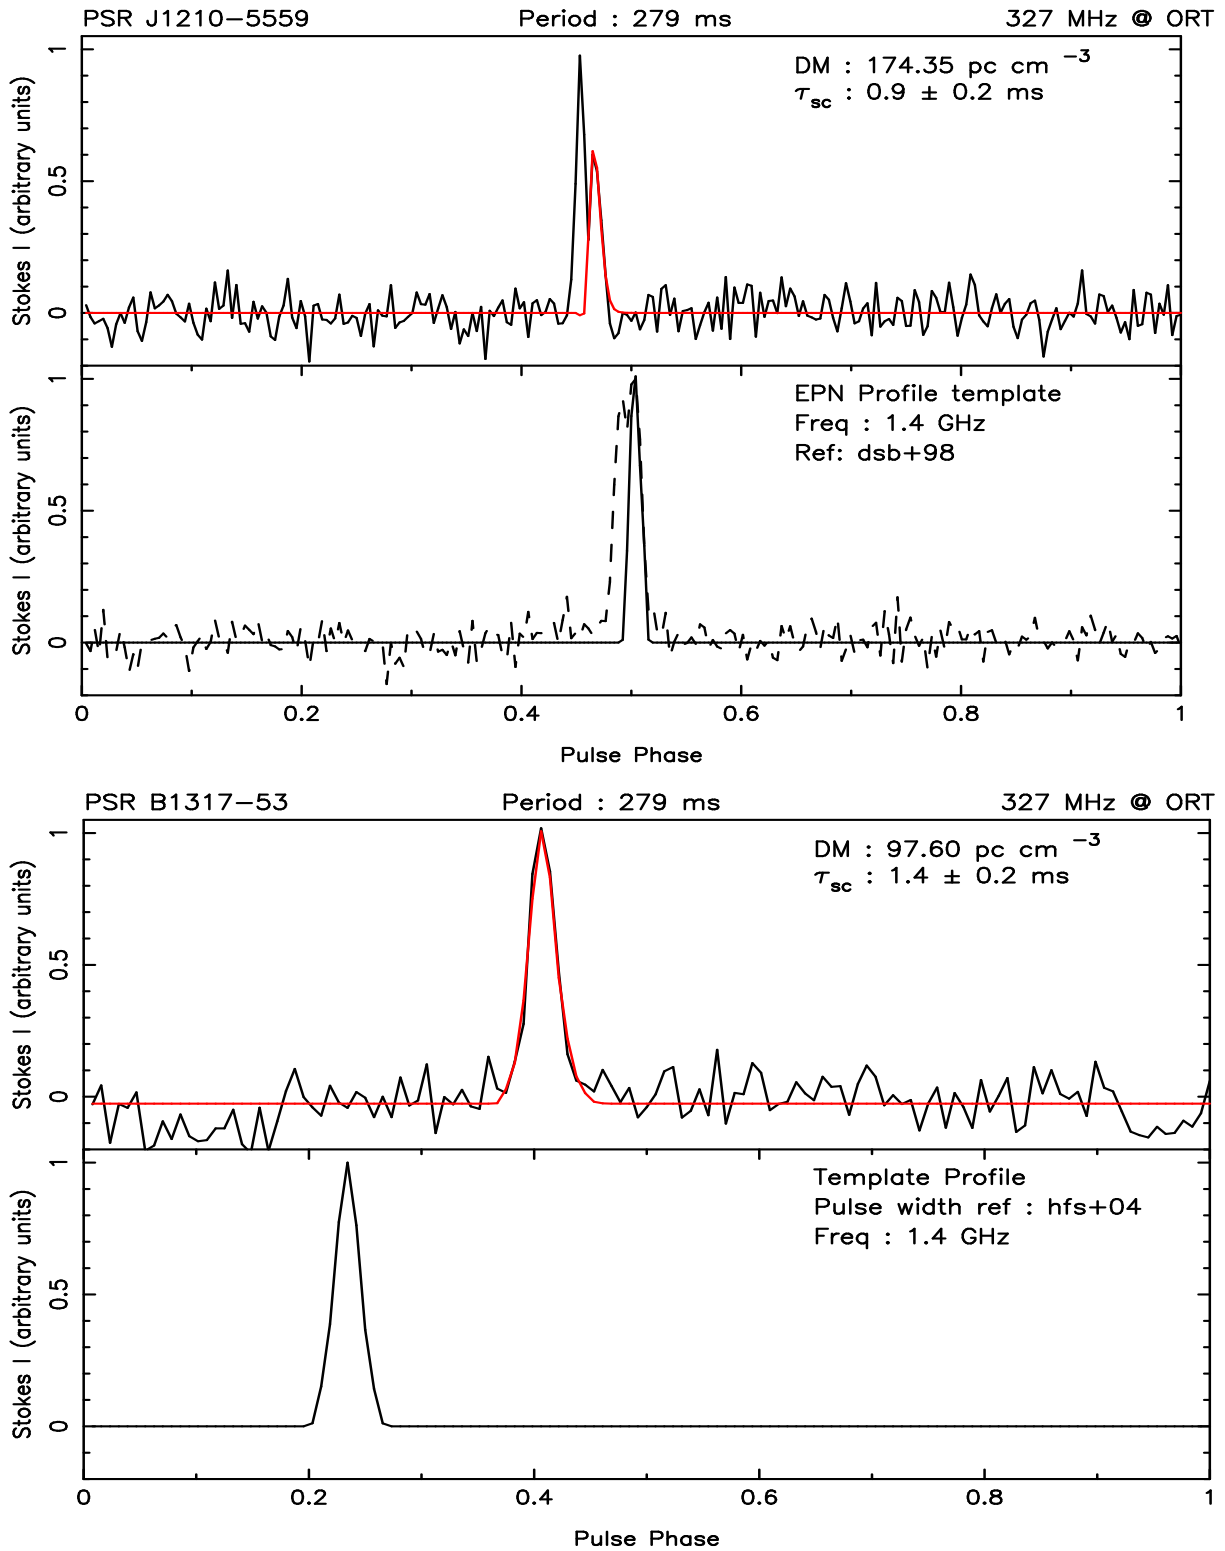 PSR J1210-5559 Period : 279 ms 327 MHz @ ORT
DM : 174.35 pc cm -3
τsc : 0.9 ± 0.2 ms
Stokes I (arbitrary units)
1
0.5
0
EPN Profile template
Freq : 1.4 GHz
Ref: dsb+98
Stokes I (arbitrary units)
1
0.5
0
0 0.2 0.4 0.6 0.8 1
Pulse Phase
PSR B1317-53 Period : 279 ms 327 MHz @ ORT
DM : 97.60 pc cm -3
τsc : 1.4 ± 0.2 ms
Stokes I (arbitrary units)
1
0.5
0
Template Profile
Pulse width ref : hfs+04
Freq : 1.4 GHz
Stokes I (arbitrary units)
1
0.5
0
0 0.2 0.4 0.6 0.8 1
Pulse Phase